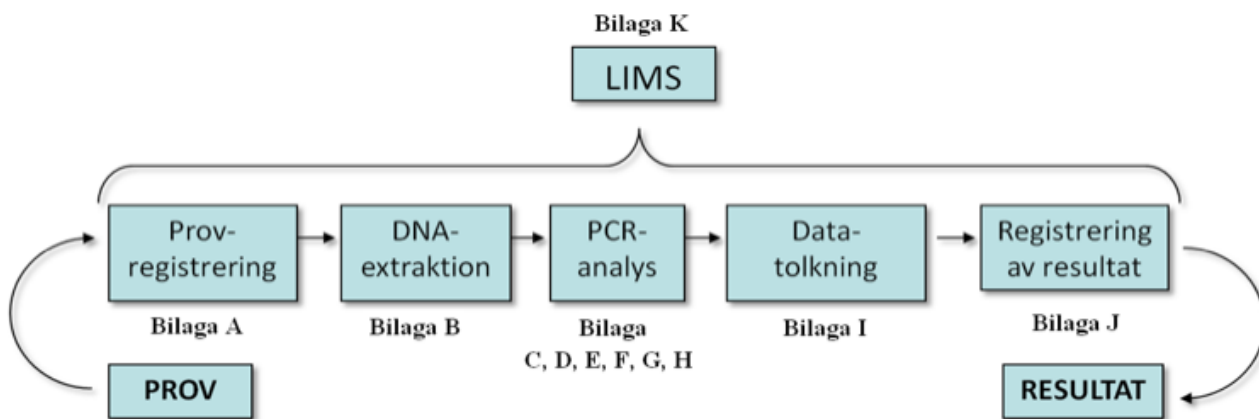 Bilaga K
LIMS
Prov-
registrering
DNA-
extraktion
PCR-
analys
Data-
tolkning
Registrering
av resultat
Bilaga A
Bilaga B
Bilaga
C, D, E, F, G, H
Bilaga I
Bilaga J
PROV
RESULTAT